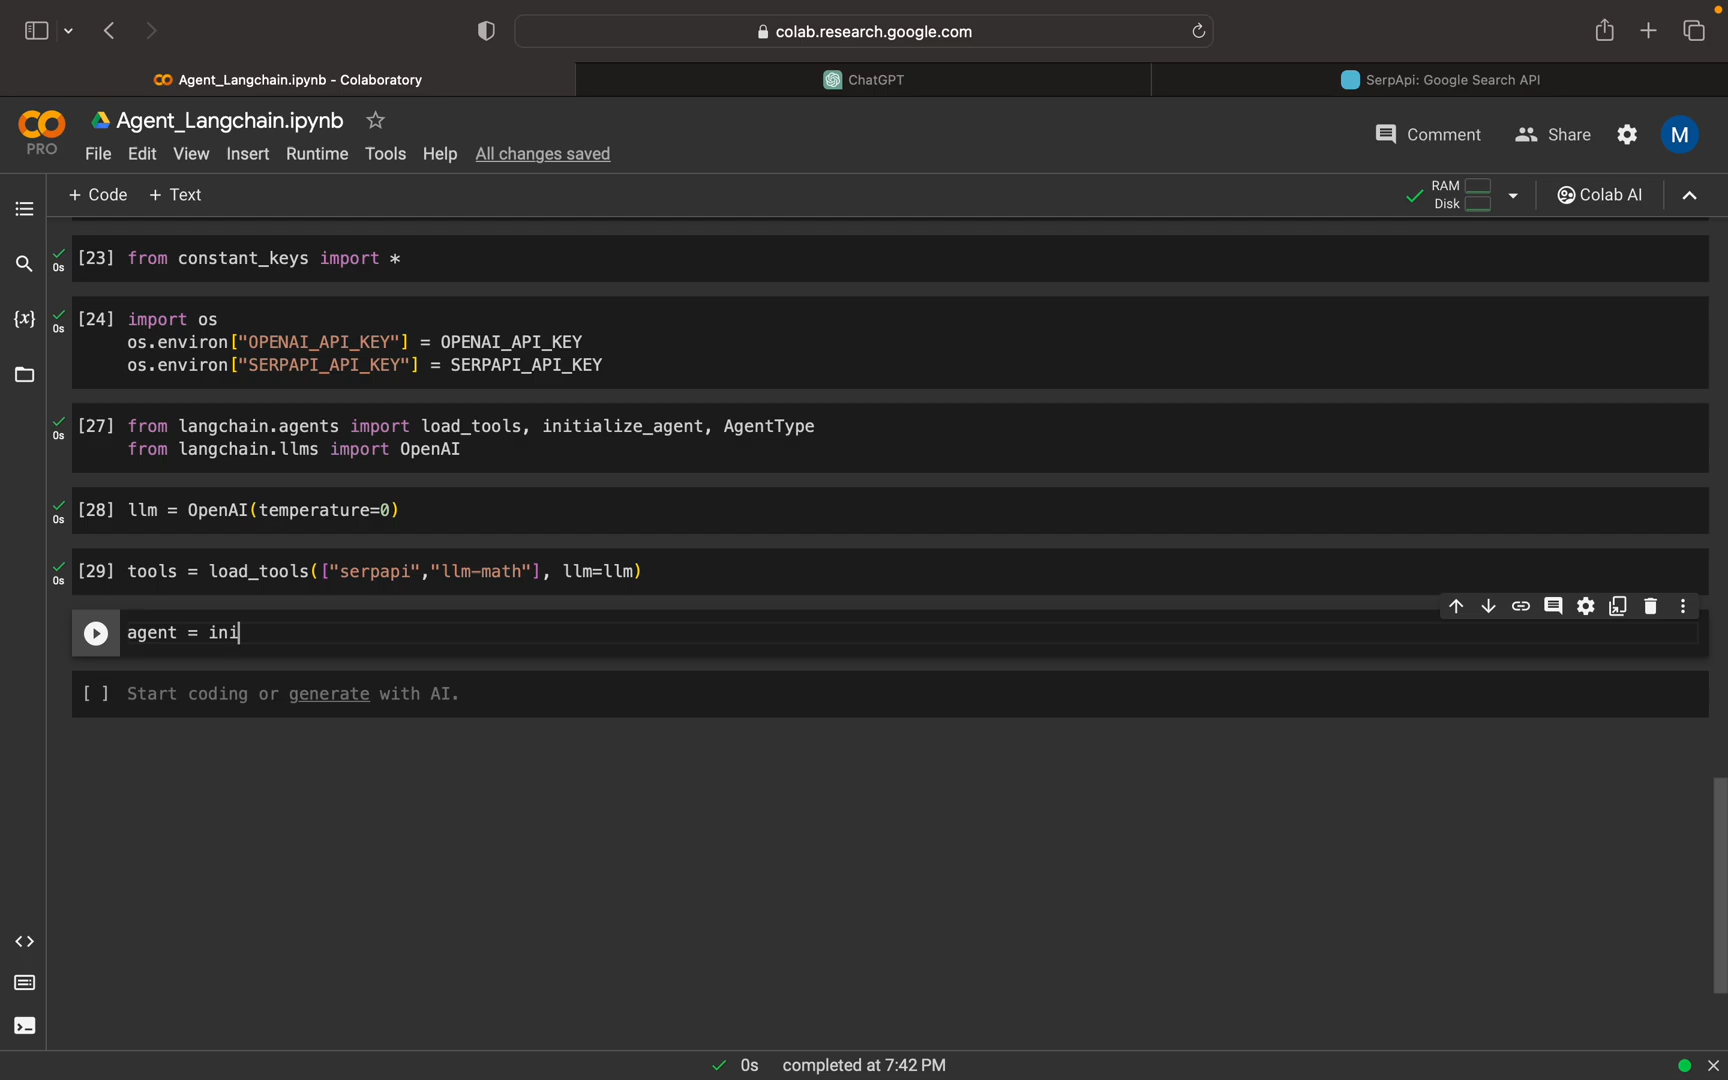 colab.research.google.com
Agent_Langchain.ipynb - Colaboratory
ChatGPT
SerpApi: Google Search API
PRO
Agent_Langchain.ipynb
Comment
Share
M
File Edit View Insert Runtime Tools Help All changes saved
+ Code + Text
RAM
Disk
Colab AI
0s
[23] from constant_keys import *
0s
[24] import os
os.environ["OPENAI_API_KEY"] = OPENAI_API_KEY
os.environ["SERPAPI_API_KEY"] = SERPAPI_API_KEY
0s
[27] from langchain.agents import load_tools, initialize_agent, AgentType
from langchain.llms import OpenAI
0s
[28] llm = OpenAI(temperature=0)
0s
[29] tools = load_tools(["serpapi","llm-math"], llm=llm)
agent = ini
[ ] Start coding or generate with AI.
{x}
0s completed at 7:42 PM